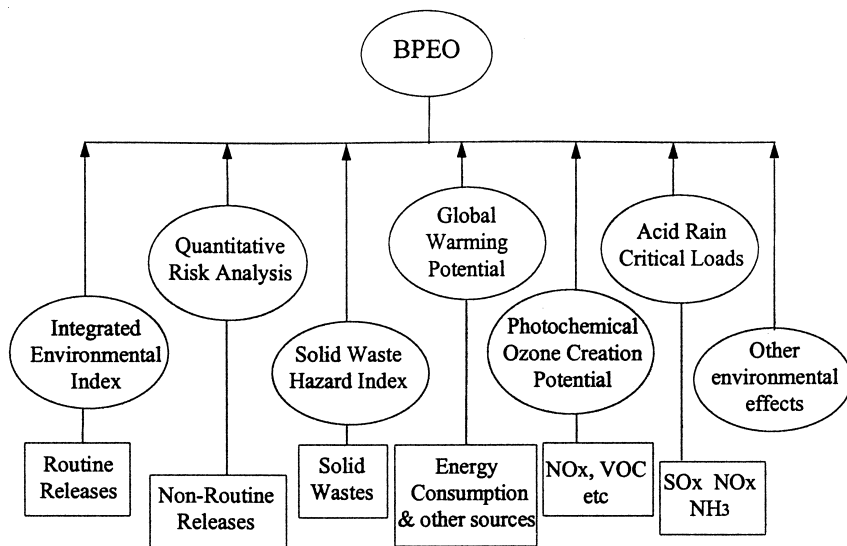 BPEO
Integrated
Environmental
Index
Quantitative
Risk Analysis
Solid Waste
Hazard Index
Global
Warming
Potential
Photochemical
Ozone Creation
Potential
Acid Rain
Critical Loads
Other
environmental
effects
Routine
Releases
Non-Routine
Releases
Solid
Wastes
Energy
Consumption
& other sources
NOx, VOC
etc
SOx NOx
NH3